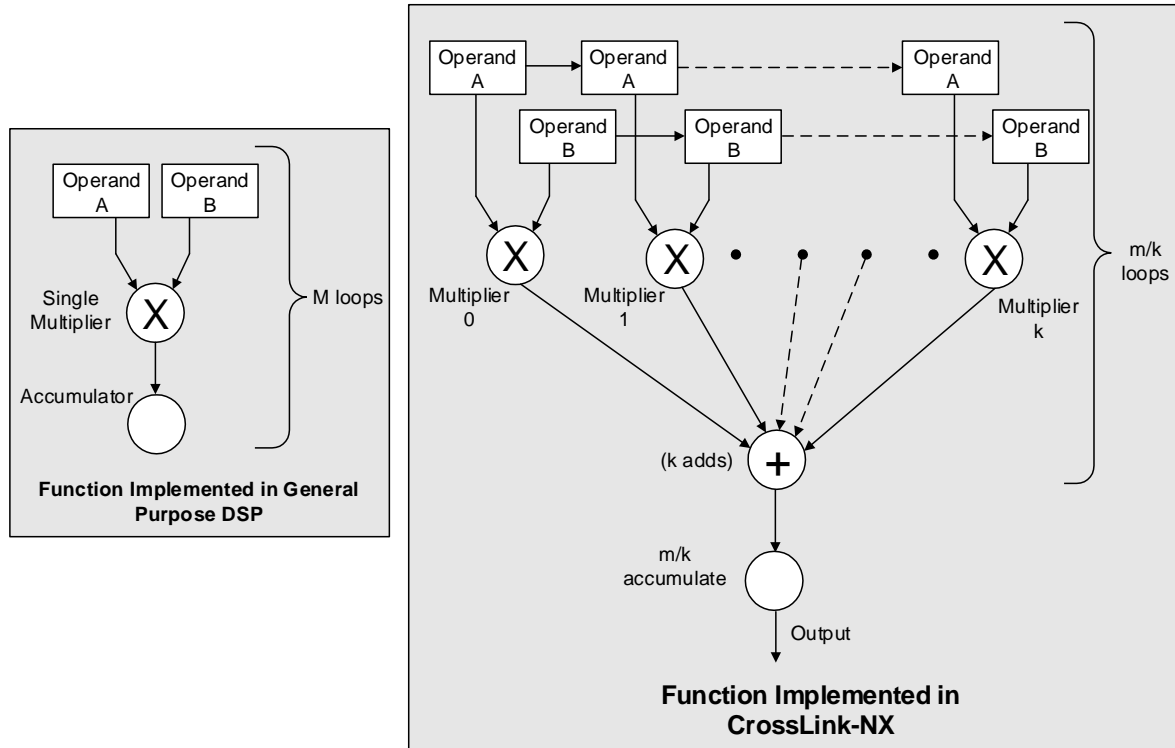 Operand
A
Operand
B
Single
Multiplier
X
M loops
Accumulator
Function Implemented in General
Purpose DSP
Operand
A
Operand
A
Operand
A
Operand
B
Operand
B
Operand
B
X
X
X
Multiplier
0
Multiplier
1
Multiplier
k
m/k
loops
(k adds)
+
m/k
accumulate
Output
Function Implemented in
CrossLink-NX